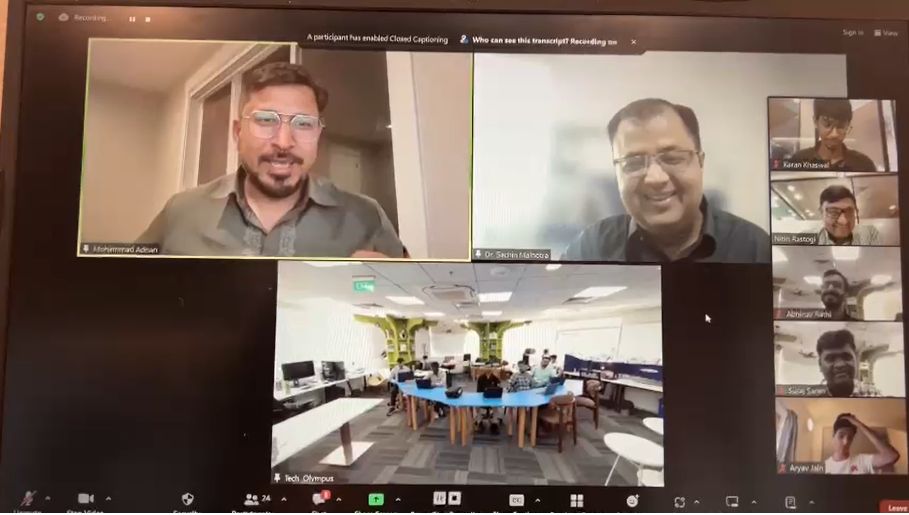 Recording...
Sign in
View
A participant has enabled Closed Captioning
Who can see this transcript? Recording on
Mohammad Adnan
Dr. Sachin Malhotra
Karan Khaswal
Nitin Rastogi
Abhinav Rathi
Suraj Saren
Aryav Jain
Tech_Olympus
24
Leave